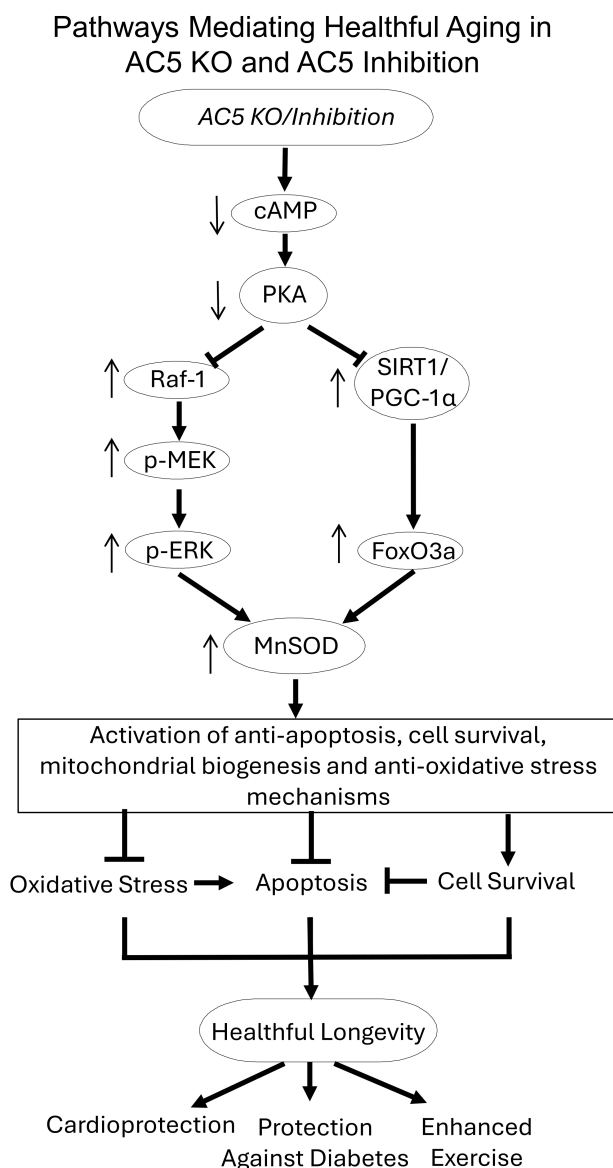 Pathways Mediating Healthful Aging in
AC5 KO and AC5 Inhibition
AC5 KO/Inhibition
cAMP
PKA
Raf-1
SIRT1/
PGC-1α
p-MEK
p-ERK
FoxO3a
MnSOD
Activation of anti-apoptosis, cell survival,
mitochondrial biogenesis and anti-oxidative stress
mechanisms
Oxidative Stress
Apoptosis
Cell Survival
Healthful Longevity
Cardioprotection
Protection
Against Diabetes
Enhanced
Exercise